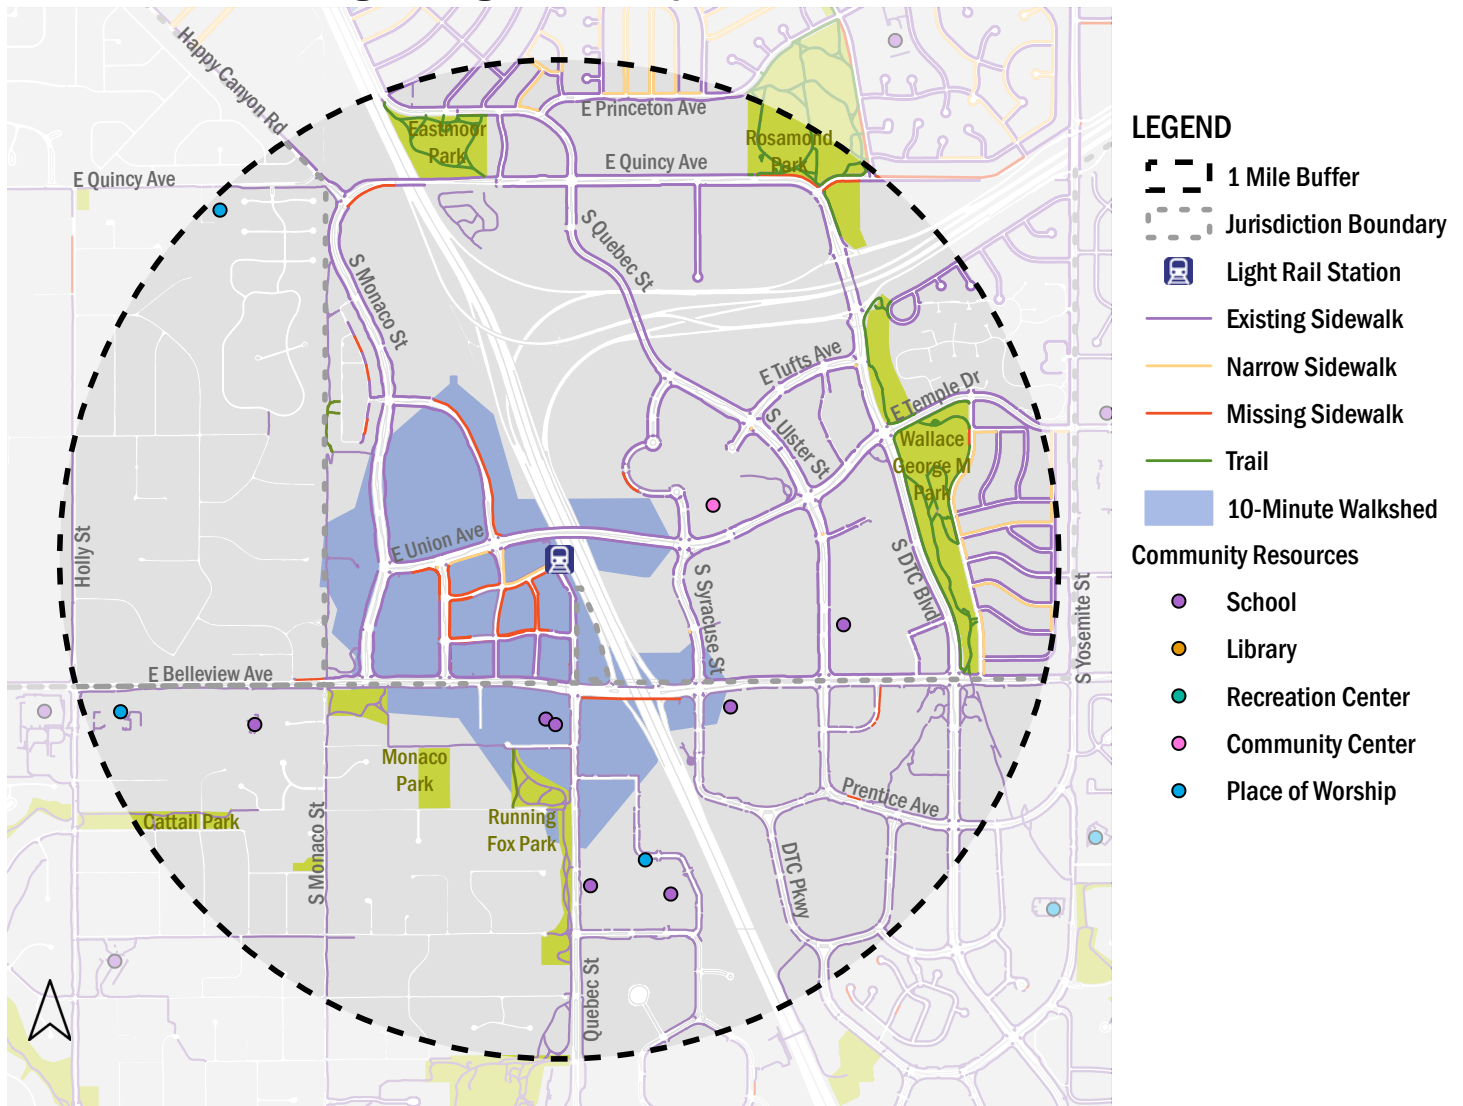 Happy Canyon Rd
E Princeton Ave
Eastmoor
Park
Rosamond
Park
E Quincy Ave
E Quincy Ave
S Quebec St
S Monaco St
E Tufts Ave
E Temple Dr
S Ulster St
Wallace
George M
Park
Holly St
E Union Ave
S DTC Blvd
S Syracuse St
S Yosemite St
E Belleview Ave
Monaco
Park
Prentice Ave
Cattail Park
Running
Fox Park
S Monaco St
DTC Pkwy
Quebec St
LEGEND
1 Mile Buffer
Jurisdiction Boundary
Light Rail Station
Existing Sidewalk
Narrow Sidewalk
Missing Sidewalk
Trail
10-Minute Walkshed
Community Resources
School
Library
Recreation Center
Community Center
Place of Worship